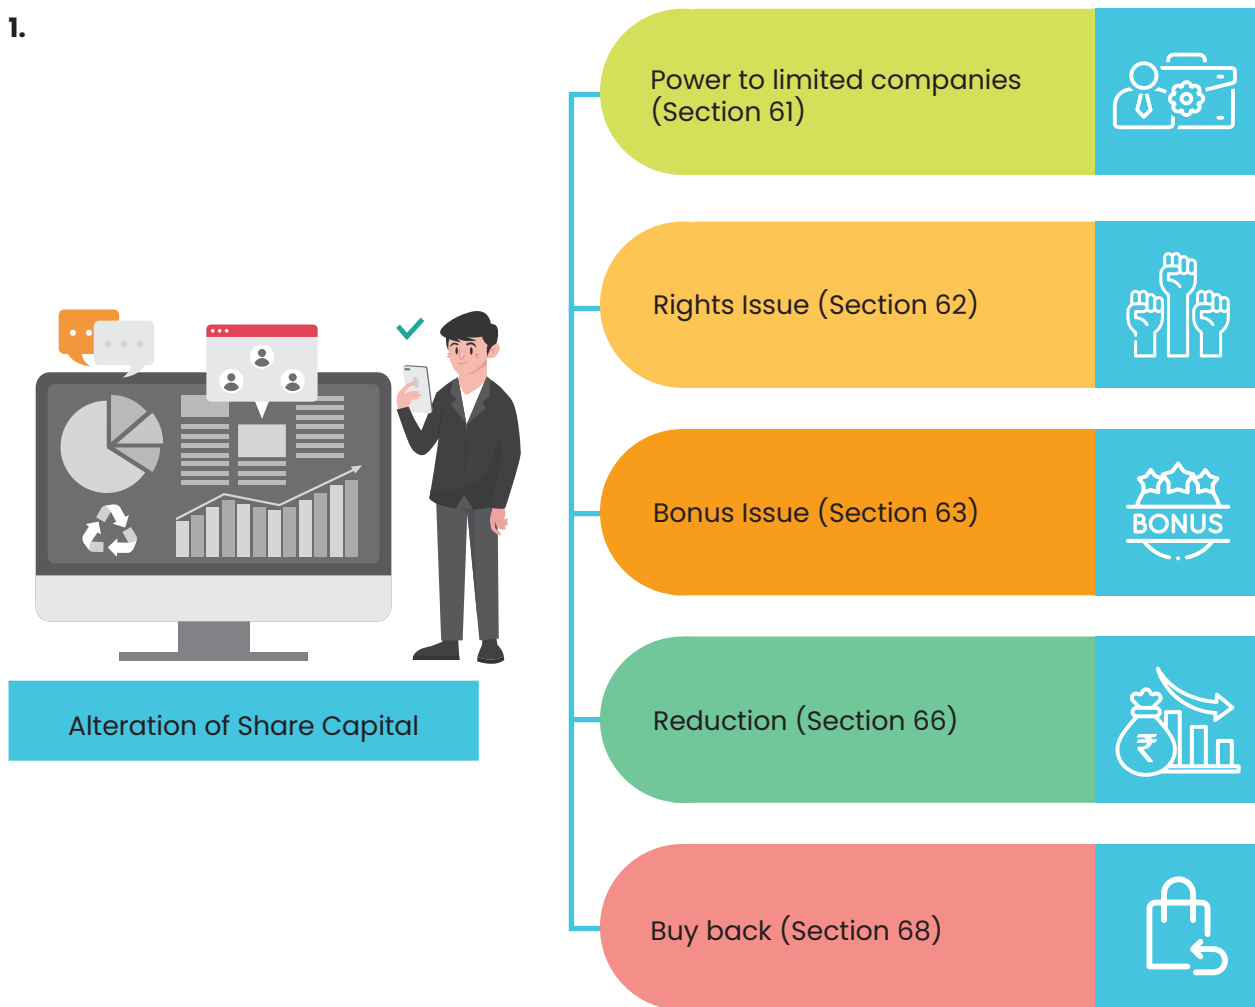 1.
Power to limited companies
(Section 61)
Rights Issue (Section 62)
Bonus Issue (Section 63)
BONUS
Reduction (Section 66)
₹
Alteration of Share Capital
Buy back (Section 68)